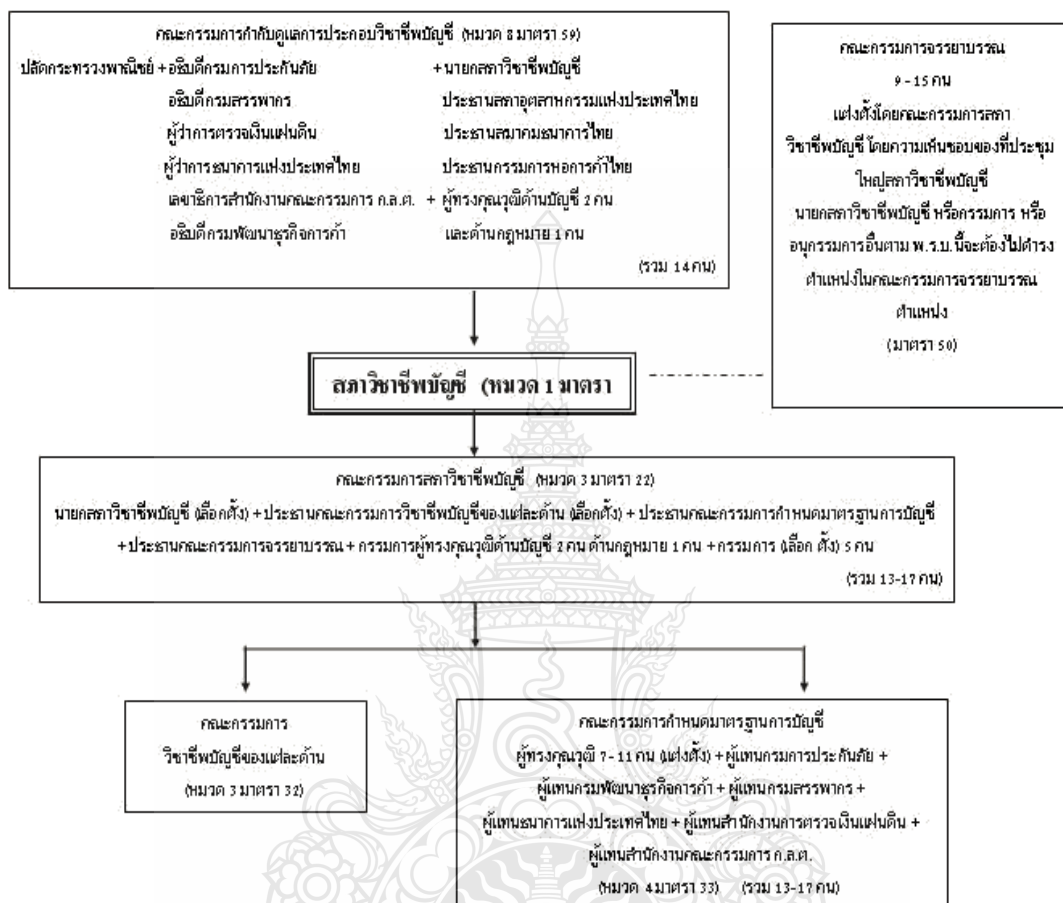 คณะกรรมการกำกับดูแลการประกอบวิชาชีพบัญชี (หมวด 8 มาตรา 59)
ปลัดกระทรวงพาณิชย์ + อธิบดีกรมการประกันภัย + นายกสภาวิชาชีพบัญชี
อธิบดีกรมสรรพากร ประธานสภาอุตสาหกรรมแห่งประเทศไทย
ผู้ว่าการตรวจเงินแผ่นดิน ประธานสมาคมธนาคารไทย
ผู้ว่าการธนาคารแห่งประเทศไทย ประธานกรรมการหอการค้าไทย
เลขาธิการสำนักงานคณะกรรมการ ก.ล.ต. + ผู้ทรงคุณวุฒิด้านบัญชี 2 คน
อธิบดีกรมพัฒนาธุรกิจการค้า และด้านกฎหมาย 1 คน
(รวม 14 คน)
คณะกรรมการจรรยาบรรณ
9 - 15 คน
แต่งตั้งโดยคณะกรรมการสภา
วิชาชีพบัญชี โดยความเห็นชอบของที่ประชุม
ใหญ่สภาวิชาชีพบัญชี
นายกสภาวิชาชีพบัญชี หรือกรรมการ หรือ
อนุกรรมการอื่นตาม พ.ร.บ.นี้จะต้องไม่ดำรง
ตำแหน่งในคณะกรรมการจรรยาบรรณ
ตำแหน่ง
(มาตรา 50)
สภาวิชาชีพบัญชี (หมวด 1 มาตรา
คณะกรรมการสภาวิชาชีพบัญชี (หมวด 3 มาตรา 22)
นายกสภาวิชาชีพบัญชี (เลือกตั้ง) + ประธานคณะกรรมการวิชาชีพบัญชีของแต่ละด้าน (เลือกตั้ง) + ประธานคณะกรรมการกำหนดมาตรฐานการบัญชี
+ประธานคณะกรรมการจรรยาบรรณ + กรรมการผู้ทรงคุณวุฒิด้านบัญชี 2 คน ด้านกฎหมาย 1 คน + กรรมการ (เลือก ตั้ง) 5 คน
(รวม 13-17 คน)
คณะกรรมการ
วิชาชีพบัญชีของแต่ละด้าน
(หมวด 3 มาตรา 32)
คณะกรรมการกำหนดมาตรฐานการบัญชี
ผู้ทรงคุณวุฒิ 7 - 11 คน (แต่งตั้ง) + ผู้แทนกรมการประกันภัย +
ผู้แทนกรมพัฒนาธุรกิจการค้า + ผู้แทนกรมสรรพากร +
ผู้แทนธนาคารแห่งประเทศไทย + ผู้แทนสำนักงานการตรวจเงินแผ่นดิน +
ผู้แทนสำนักงานคณะกรรมการ ก.ล.ต.
(หมวด 4 มาตรา 33) (รวม 13-17 คน)